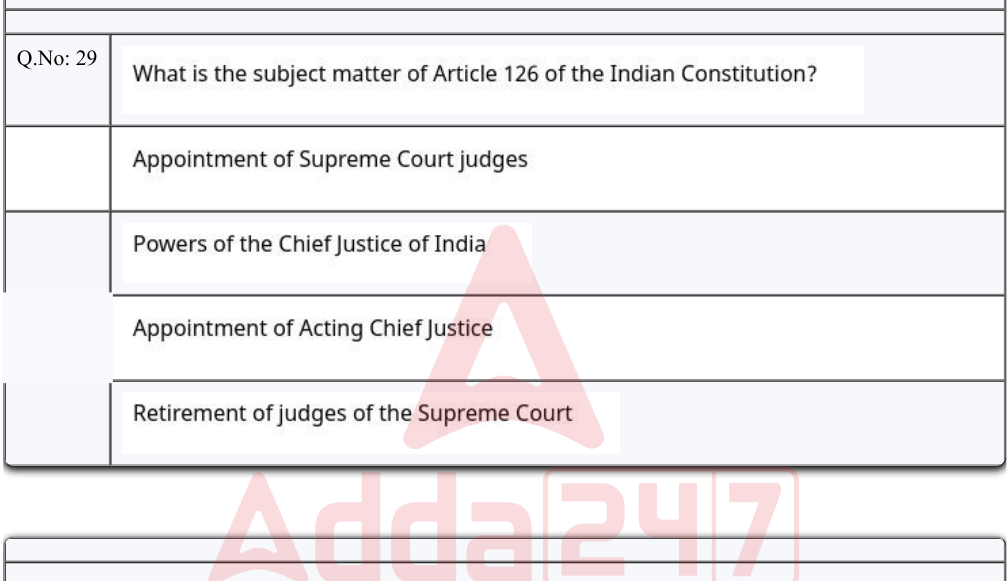 Q.No: 29
What is the subject matter of Article 126 of the Indian Constitution?
Appointment of Supreme Court judges
Powers of the Chief Justice of India
Appointment of Acting Chief Justice
Retirement of judges of the Supreme Court
Adda247